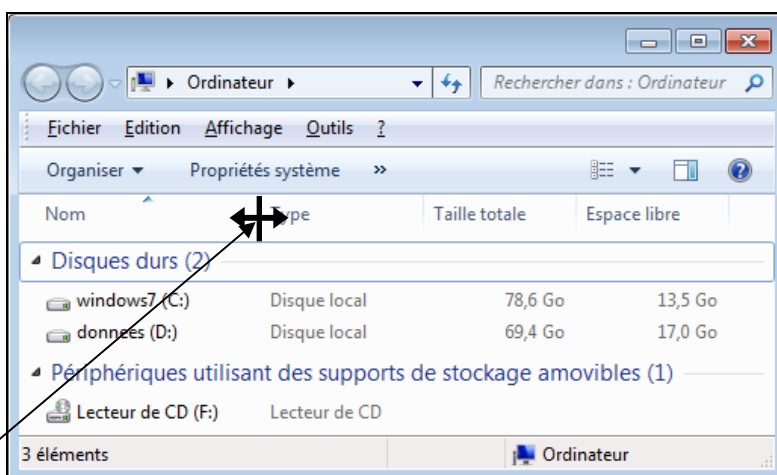 Ordinateur
Rechercher dans : Ordinateur
Fichier Edition Affichage Outils ?
Organiser Propriétés système »
Nom Type Taille totale Espace libre
Disques durs (2)
windows7 (C:) Disque local 78,6 Go 13,5 Go
données (D:) Disque local 69,4 Go 17,0 Go
Périphériques utilisant des supports de stockage amovibles (1)
Lecteur de CD (F:) Lecteur de CD
3 éléments Ordinateur